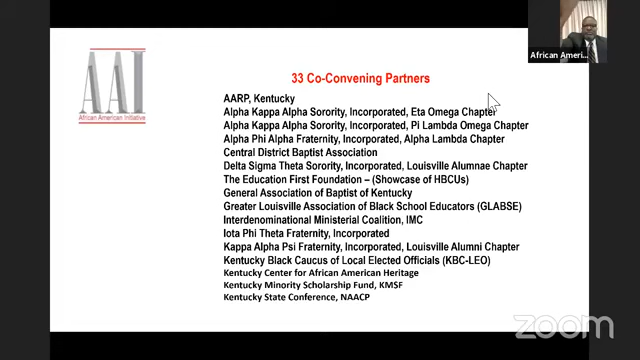 AAI
African American Initiative
33 Co-Convening Partners
AARP, Kentucky
Alpha Kappa Alpha Sorority, Incorporated, Eta Omega Chapter
Alpha Kappa Alpha Sorority, Incorporated, Pi Lambda Omega Chapter
Alpha Phi Alpha Fraternity, Incorporated, Alpha Lambda Chapter
Central District Baptist Association
Delta Sigma Theta Sorority, Incorporated, Louisville Alumnae Chapter
The Education First Foundation – (Showcase of HBCUs)
General Association of Baptist of Kentucky
Greater Louisville Association of Black School Educators (GLABSE)
Interdenominational Ministerial Coalition, IMC
Iota Phi Theta Fraternity, Incorporated
Kappa Alpha Psi Fraternity, Incorporated, Louisville Alumni Chapter
Kentucky Black Caucus of Local Elected Officials (KBC-LEO)
Kentucky Center for African American Heritage
Kentucky Minority Scholarship Fund, KMSF
Kentucky State Conference, NAACP
African Ameri...
zoom